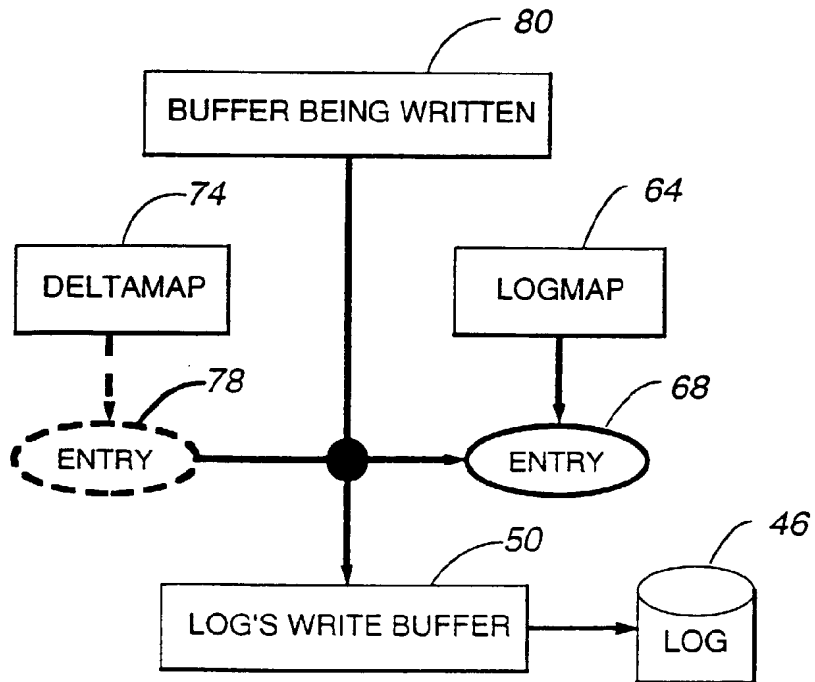 80
BUFFER BEING WRITTEN
74
64
DELTAMAP
LOGMAP
78
68
ENTRY
ENTRY
50
46
LOG'S WRITE BUFFER
LOG